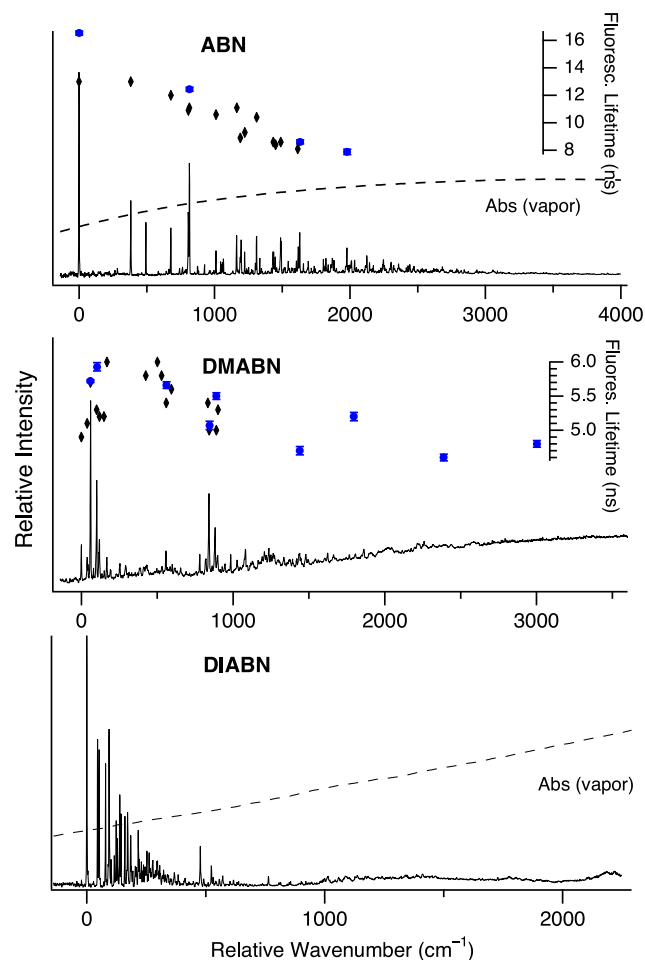 ABN
16
14
12
10
8
Fluoresc. Lifetime (ns)
Abs (vapor)
0
1000
2000
3000
4000
DMABN
6.0
5.5
5.0
Fluores. Lifetime (ns)
Relative Intensity
0
1000
2000
3000
DIABN
Abs (vapor)
0
1000
2000
Relative Wavenumber (cm⁻¹)